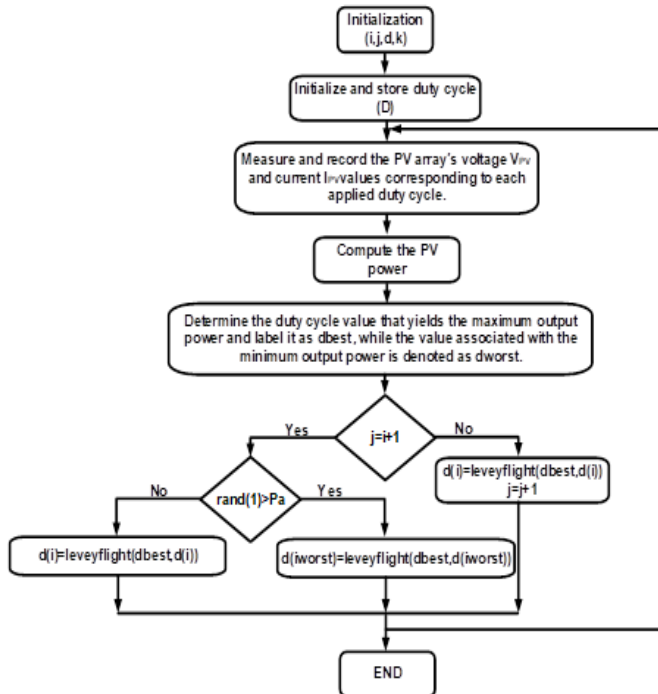 Initialization
(i,j,d,k)
Initialize and store duty cycle
(D)
Measure and record the PV array's voltage VPV
and current IPV values corresponding to each
applied duty cycle.
Compute the PV
power
Determine the duty cycle value that yields the maximum output
power and label it as dbest, while the value associated with the
minimum output power is denoted as dworst.
Yes
j=i+1
No
d(i)=leveyflight(dbest,d(i))
j=j+1
No
rand(1)>Pa
Yes
d(i)=leveyflight(dbest,d(i))
d(iworst)=leveyflight(dbest,d(iworst))
END